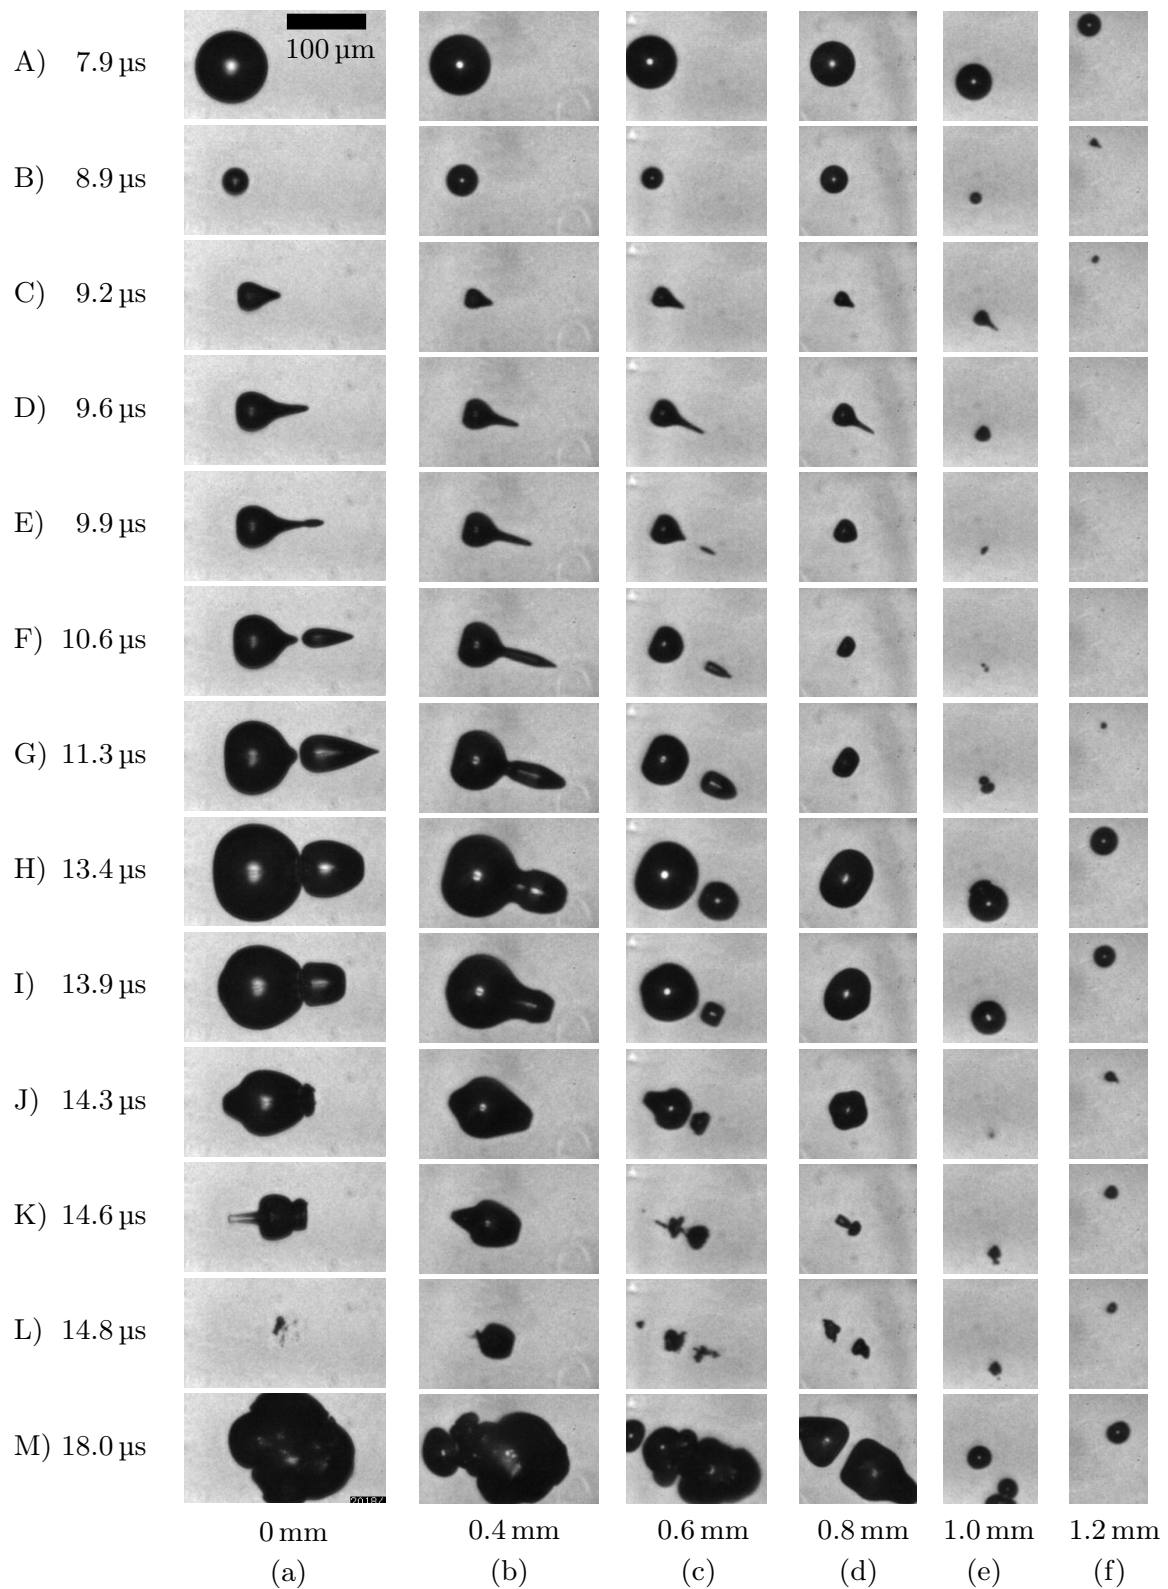 100 µm
A) 7.9 µs
B) 8.9 µs
C) 9.2 µs
D) 9.6 µs
E) 9.9 µs
F) 10.6 µs
G) 11.3 µs
H) 13.4 µs
I) 13.9 µs
J) 14.3 µs
K) 14.6 µs
L) 14.8 µs
M) 18.0 µs
0 mm 0.4 mm 0.6 mm 0.8 mm 1.0 mm 1.2 mm
(a) (b) (c) (d) (e) (f)